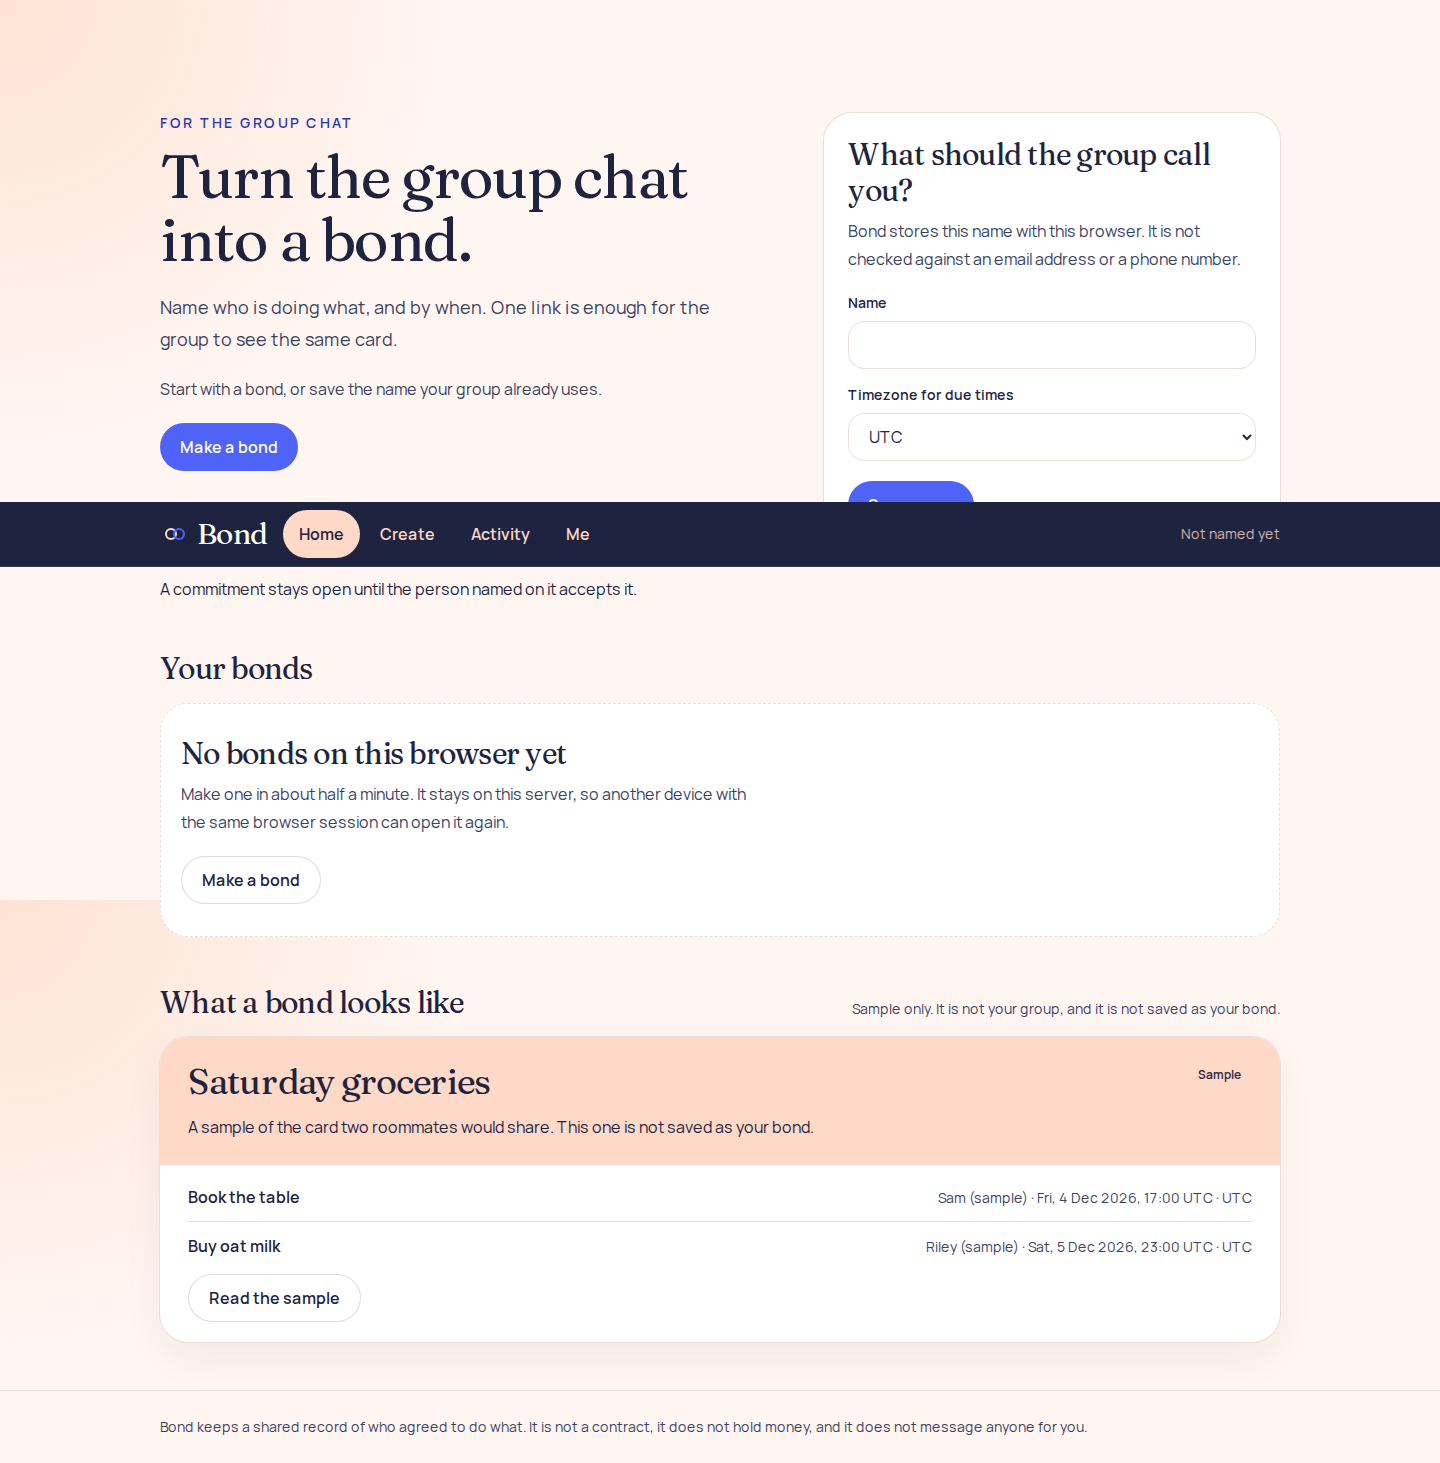 FOR THE GROUP CHAT
Turn the group chat
into a bond.
Name who is doing what, and by when. One link is enough for the
group to see the same card.
Start with a bond, or save the name your group already uses.
Make a bond
What should the group call
you?
Bond stores this name with this browser. It is not
checked against an email address or a phone number.
Name
Timezone for due times
UTC
Bond
Home
Create
Activity
Me
Not named yet
A commitment stays open until the person named on it accepts it.
Your bonds
No bonds on this browser yet
Make one in about half a minute. It stays on this server, so another device with
the same browser session can open it again.
Make a bond
What a bond looks like
Sample only. It is not your group, and it is not saved as your bond.
Saturday groceries
Sample
A sample of the card two roommates would share. This one is not saved as your bond.
Book the table
Sam (sample) · Fri, 4 Dec 2026, 17:00 UTC · UTC
Buy oat milk
Riley (sample) · Sat, 5 Dec 2026, 23:00 UTC · UTC
Read the sample
Bond keeps a shared record of who agreed to do what. It is not a contract, it does not hold money, and it does not message anyone for you.